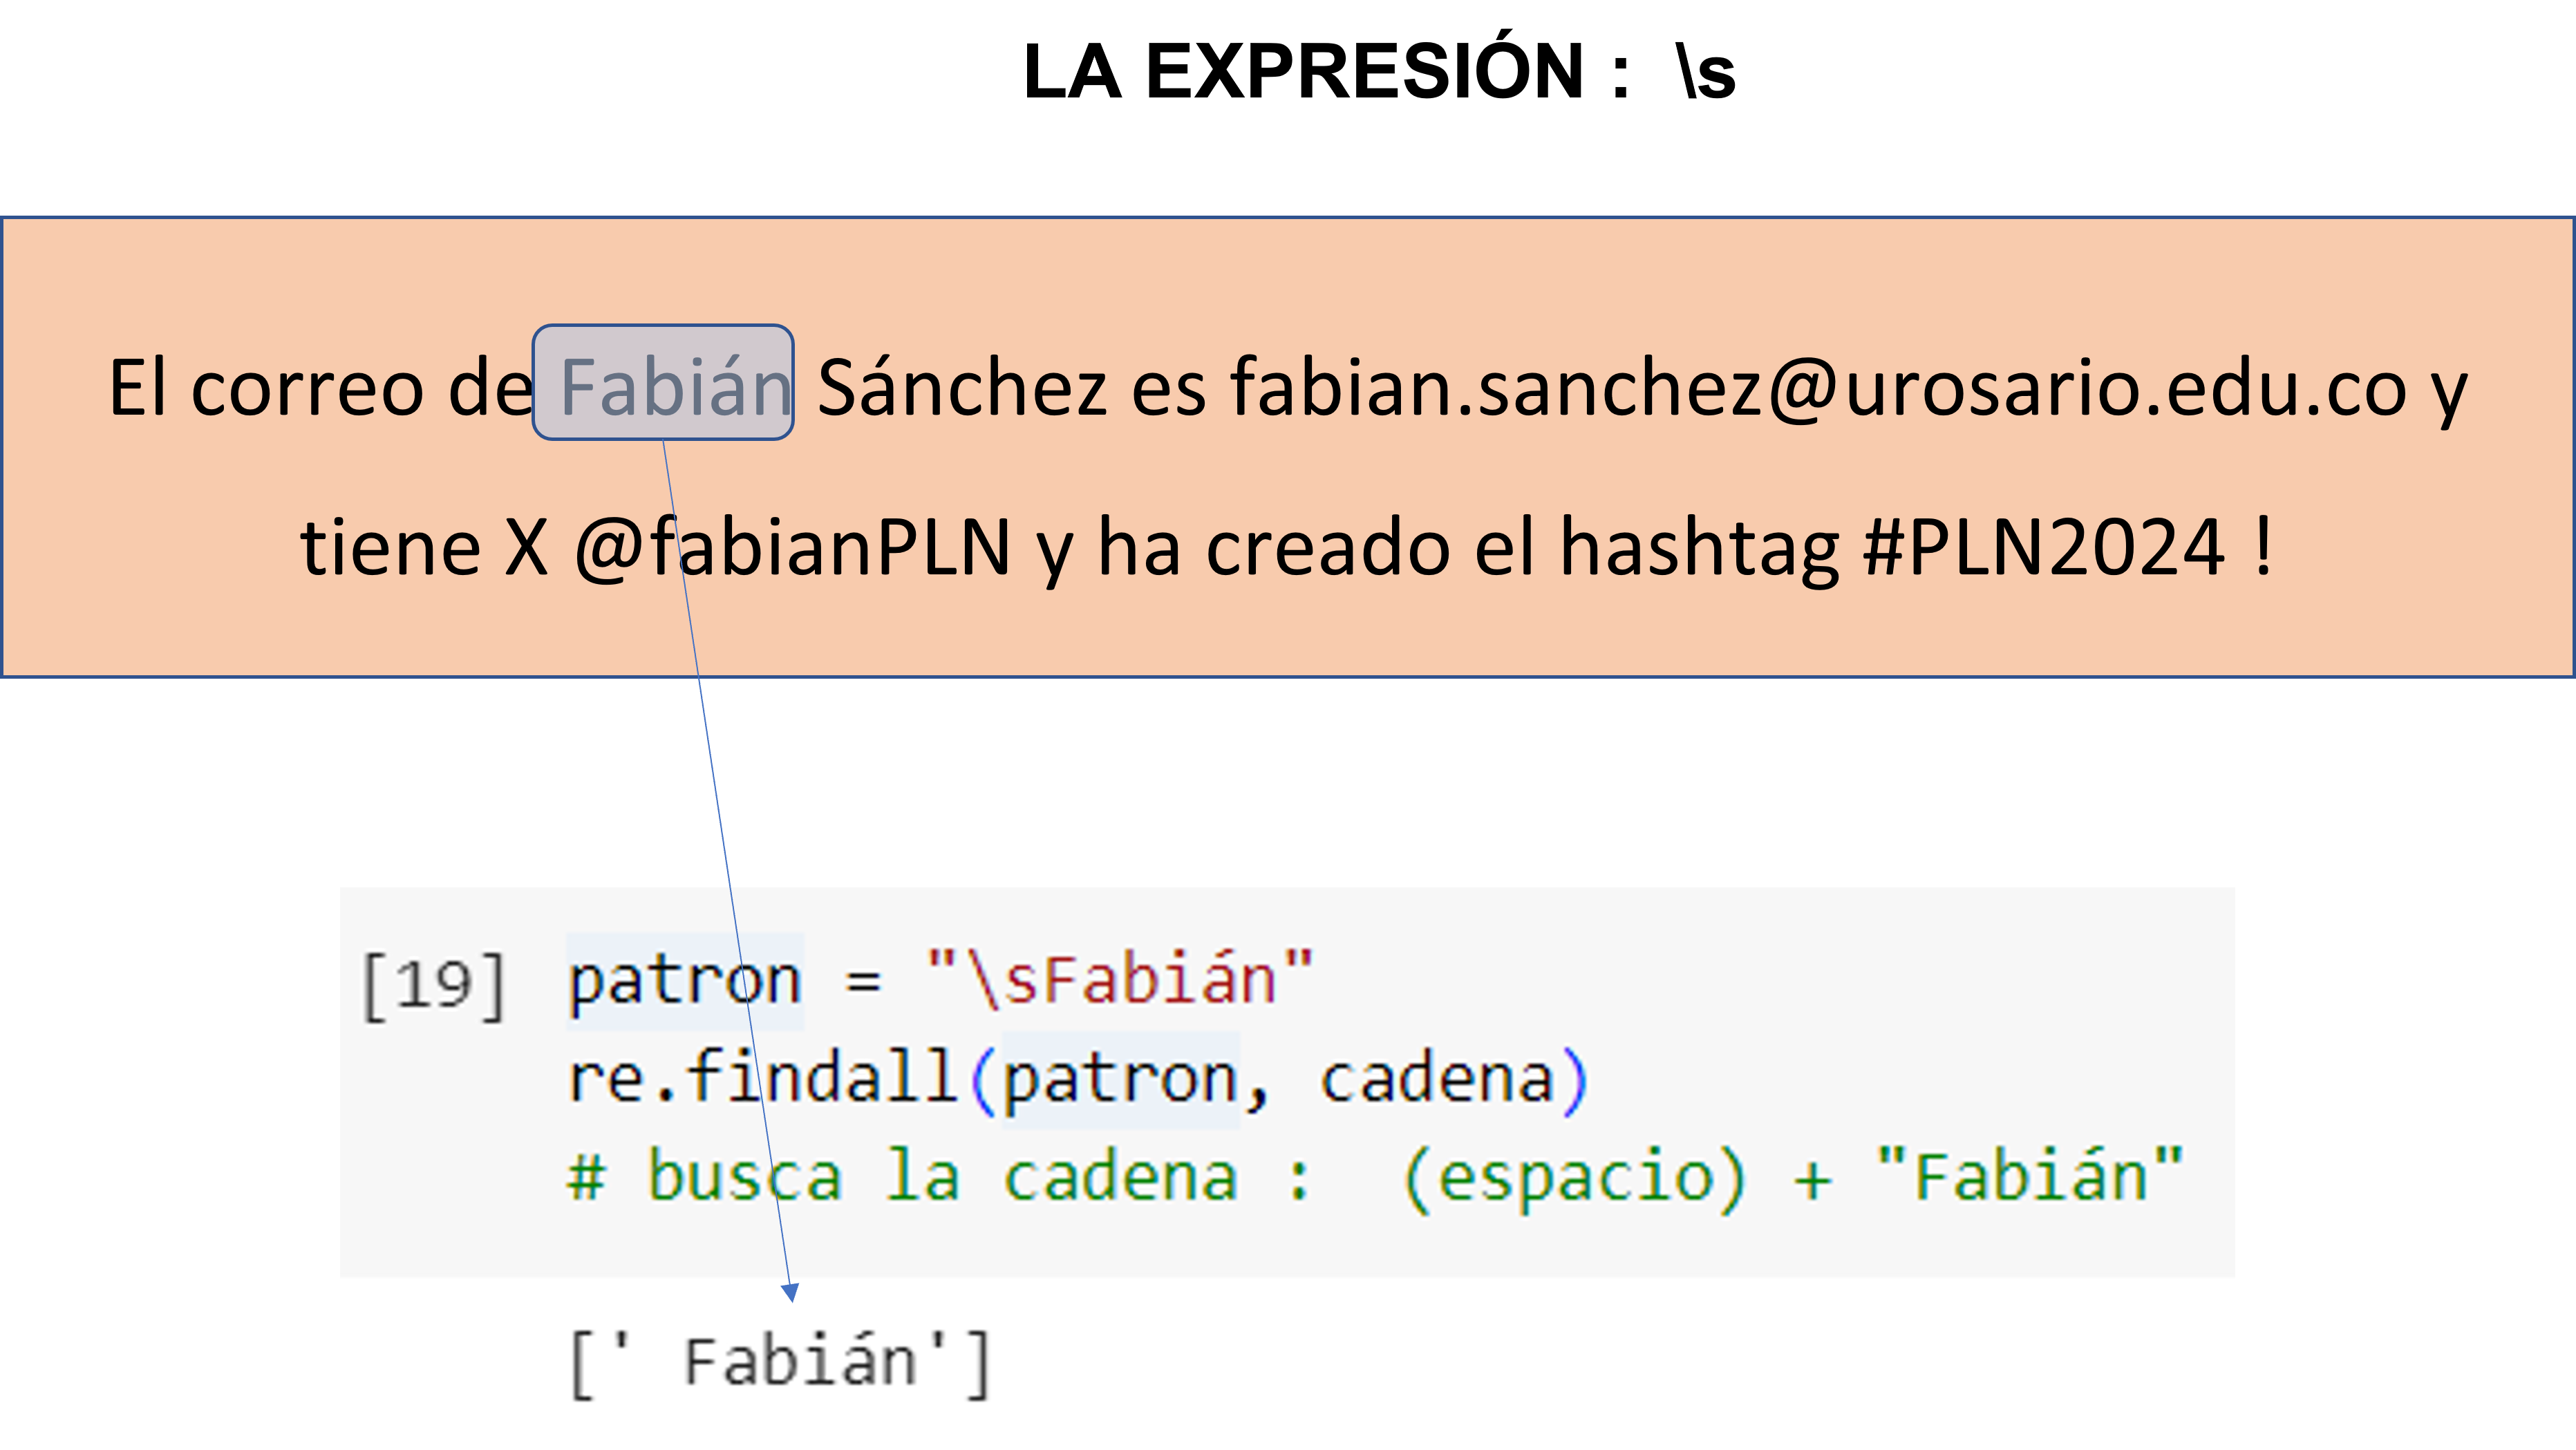 LA EXPRESIÓN :  \s
El correo de Fabián Sánchez es fabian.sanchez@urosario.edu.co y
tiene X @fabianPLN y ha creado el hashtag #PLN2024 !
[19] patron = "\sFabián"
re.findall(patron, cadena)
# busca la cadena :  (espacio) + "Fabián"
[' Fabián']